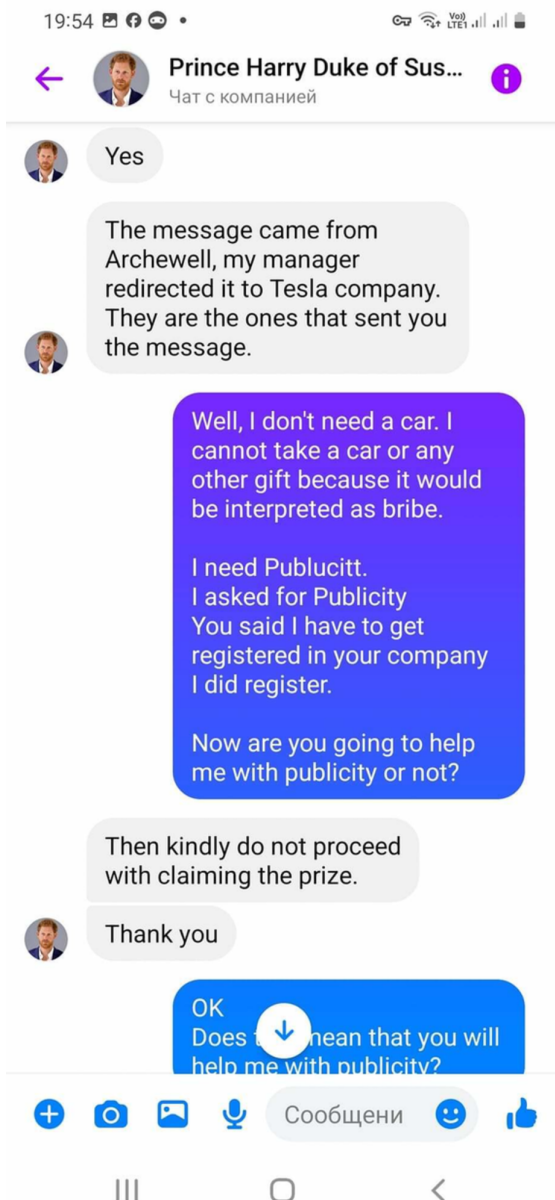 19:54
Vo)) LTE1
Prince Harry Duke of Sus...
Чат с компанией
Yes
The message came from
Archewell, my manager
redirected it to Tesla company.
They are the ones that sent you
the message.
Well, I don't need a car. I
cannot take a car or any
other gift because it would
be interpreted as bribe.
I need Publucitt.
I asked for Publicity
You said I have to get
registered in your company
I did register.
Now are you going to help
me with publicity or not?
Then kindly do not proceed
with claiming the prize.
Thank you
OK
Does mean that you will
help me with publicity?
Сообщени